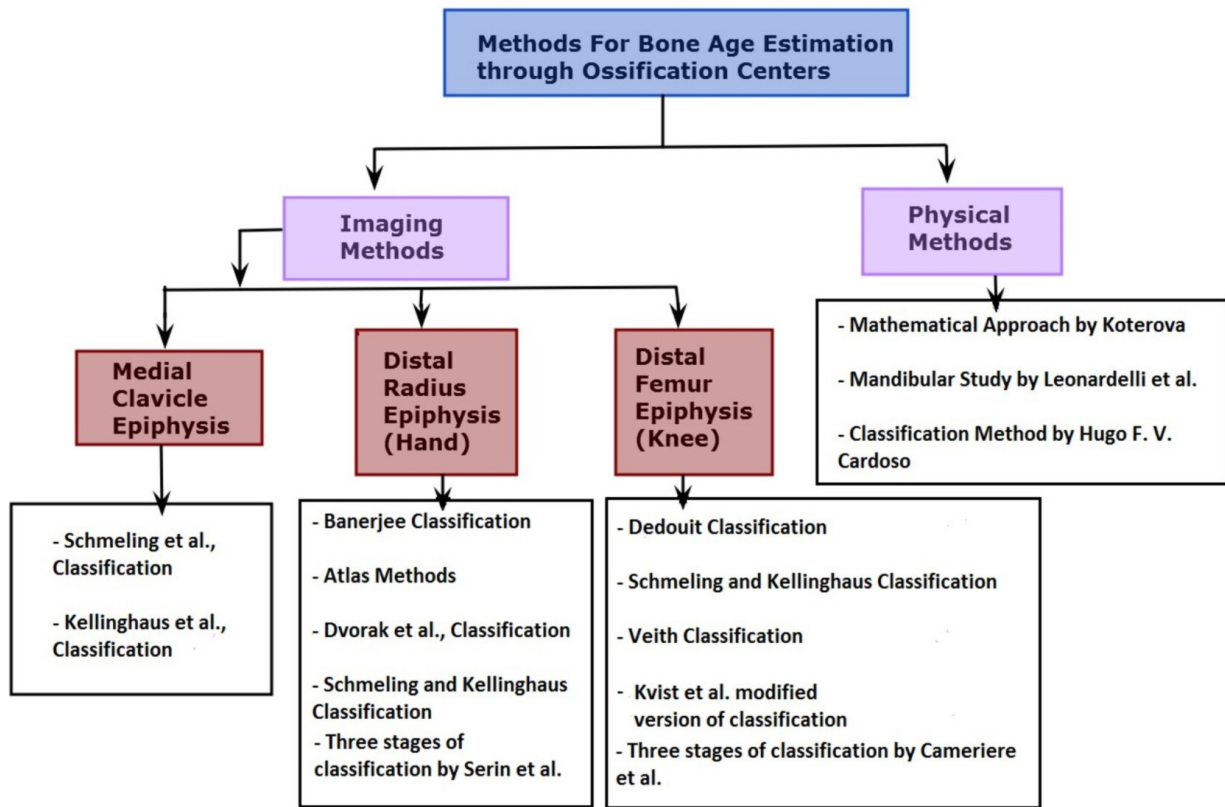 Methods For Bone Age Estimation
through Ossification Centers
Imaging
Methods
Physical
Methods
Medial
Clavicle
Epiphysis
Distal
Radius
Epiphysis
(Hand)
Distal
Femur
Epiphysis
(Knee)
- Mathematical Approach by Koterova
- Mandibular Study by Leonardelli et al.
- Classification Method by Hugo F. V.
Cardoso
- Schmeling et al.,
Classification
- Kellinghaus et al.,
Classification
- Banerjee Classification
- Atlas Methods
- Dvorak et al., Classification
- Schmeling and Kellinghaus
Classification
- Three stages of
classification by Serin et al.
- Dedouit Classification
- Schmeling and Kellinghaus Classification
- Veith Classification
- Kvist et al. modified
version of classification
- Three stages of classification by Cameriere
et al.